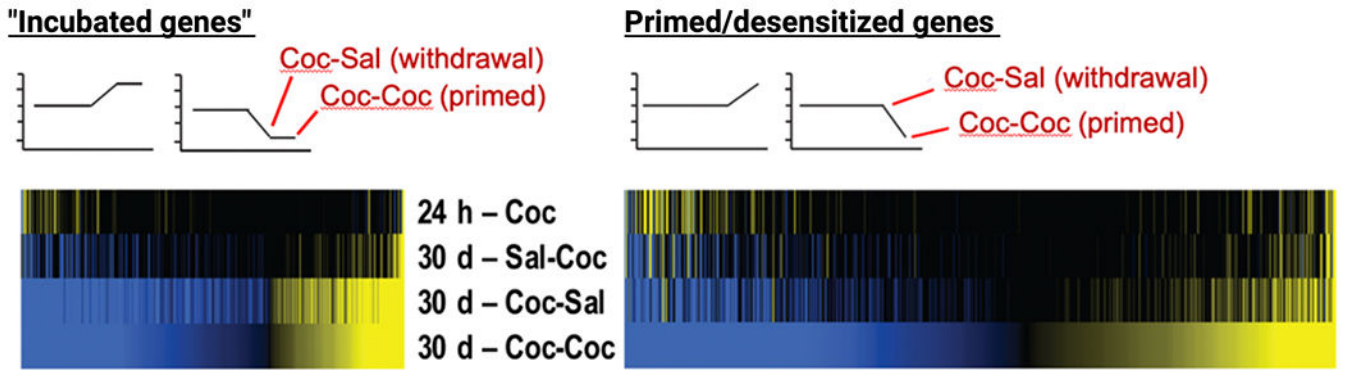 "Incubated genes"
Coc-Sal (withdrawal)
Coc-Coc (primed)
Primed/desensitized genes
Coc-Sal (withdrawal)
Coc-Coc (primed)
24 h – Coc
30 d – Sal-Coc
30 d – Coc-Sal
30 d – Coc-Coc